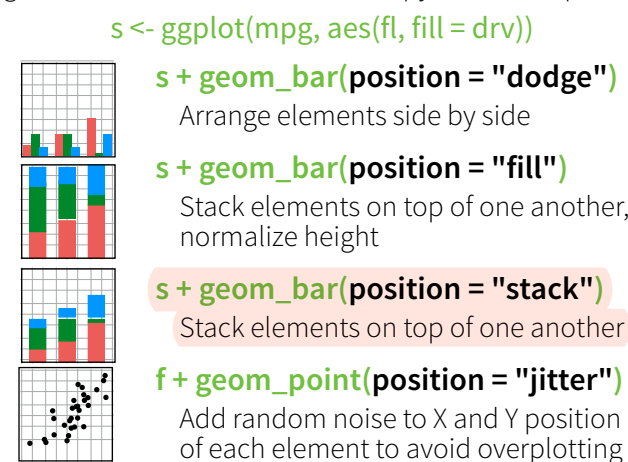 s <- ggplot(mpg, aes(fl, fill = drv))
s + geom_bar(position = "dodge")
Arrange elements side by side
s + geom_bar(position = "fill")
Stack elements on top of one another,
normalize height
s + geom_bar(position = "stack")
Stack elements on top of one another
f + geom_point(position = "jitter")
Add random noise to X and Y position
of each element to avoid overplotting